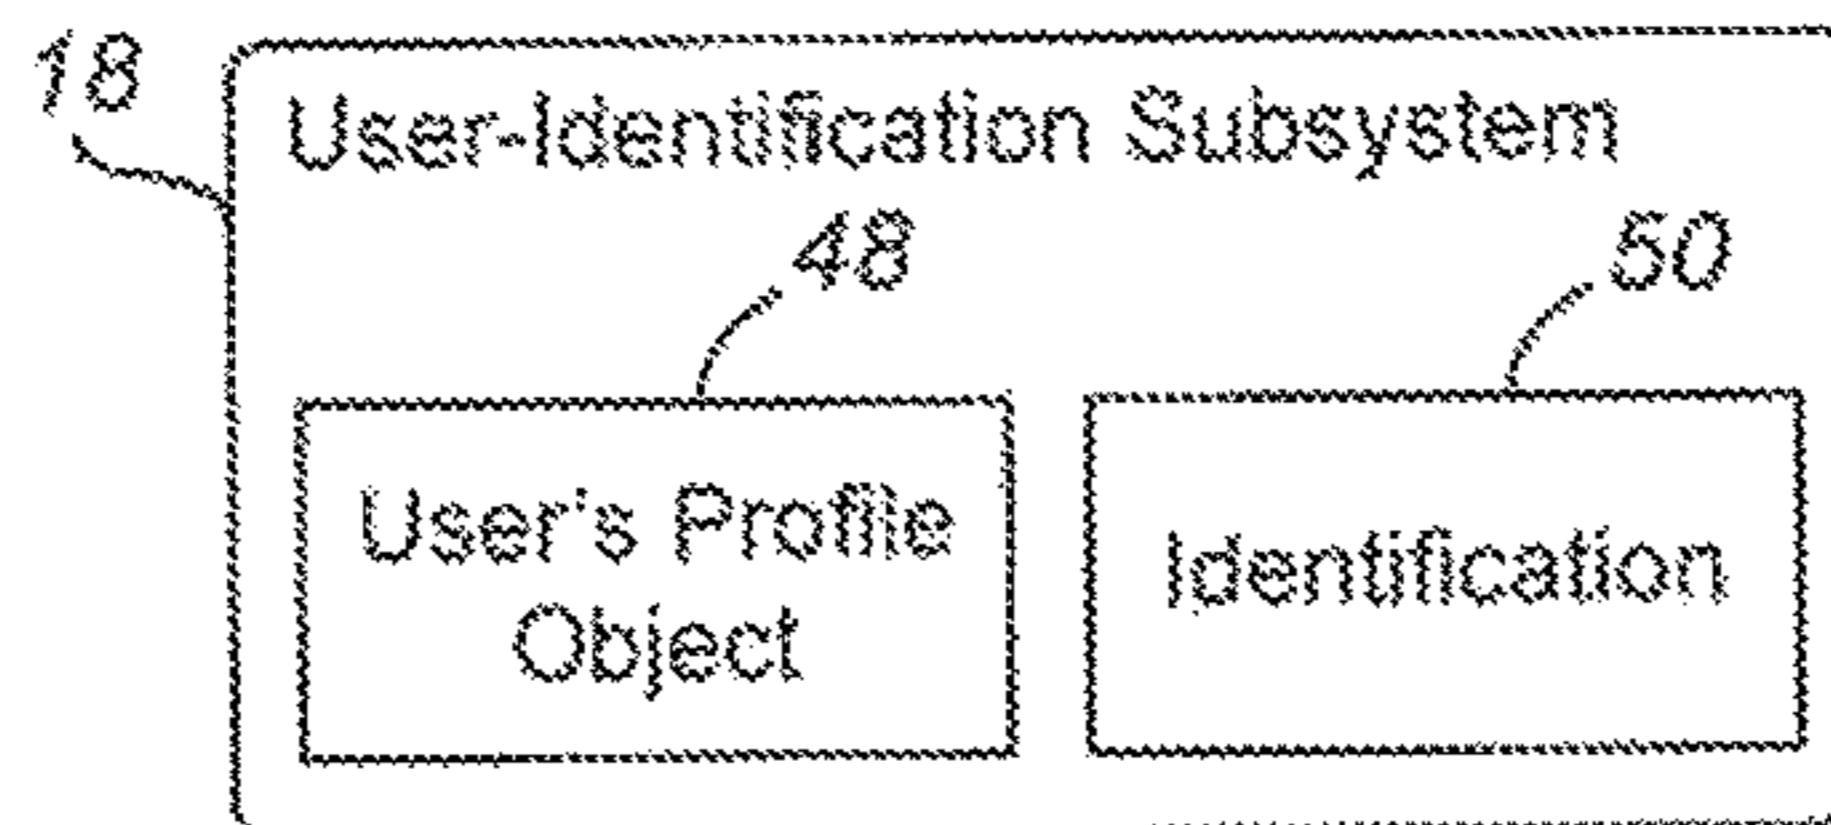 18
User-Identification Subsystem
48
50
User's Profile
Object
Identification